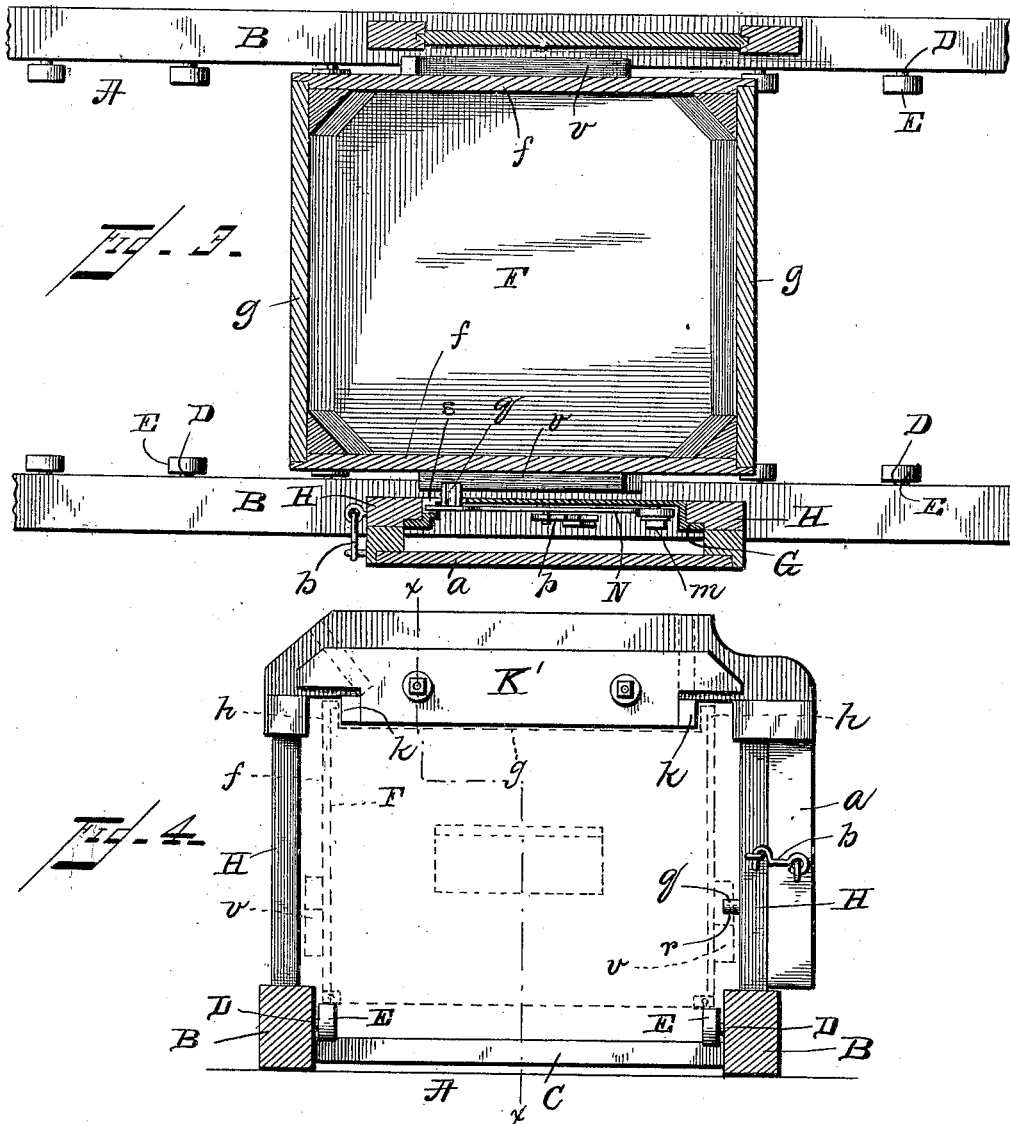 B D
A v E
f
FIG. 3.
F
g g
f
s q v D
E D
B H E
H
b a p N m G
x
K'
h k g k h
f F a
FIG. 4. b
H q H
v r
v
D E E D
B B
A C
x